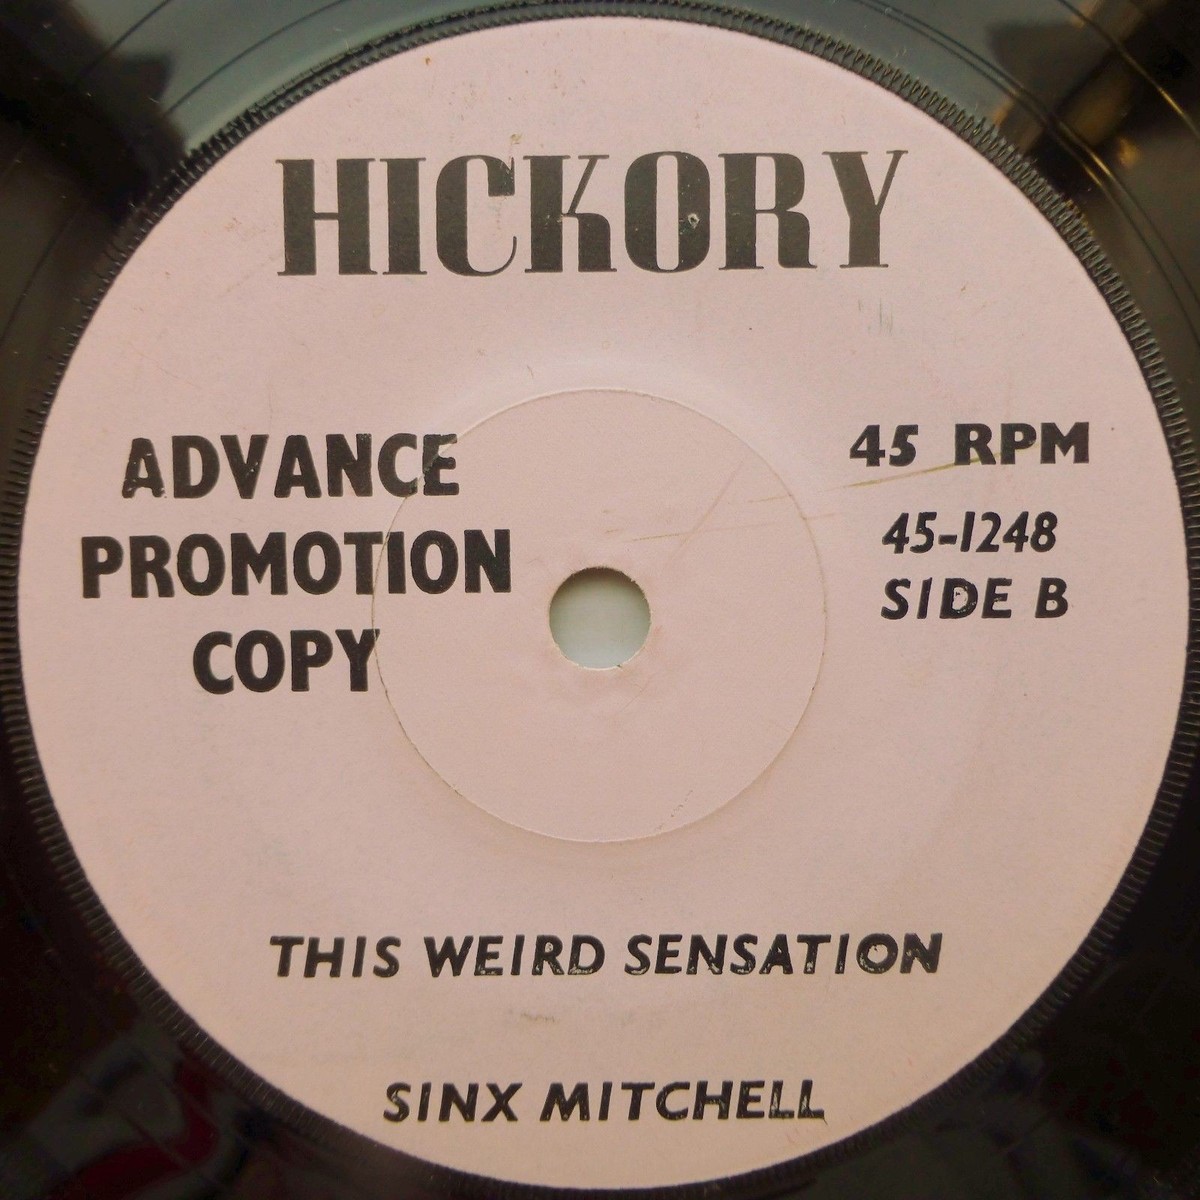 HICKORY
ADVANCE
PROMOTION
COPY
45 RPM
45-1248
SIDE B
THIS WEIRD SENSATION
SINX MITCHELL